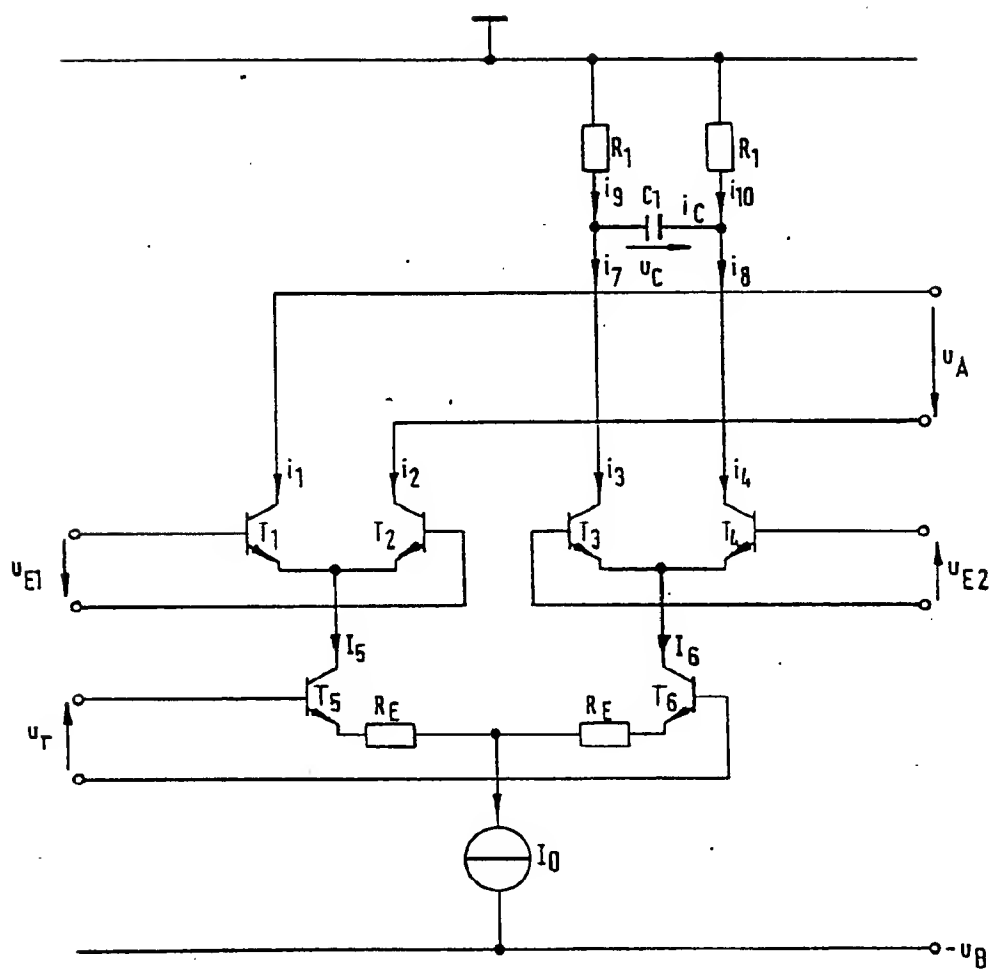 R1 R1
i9 C1 iC i10
i7 uC i8
uA
i1 i2 i3 i4
T1 T2 T3 T4
uE1 uE2
I5 I6
T5 RE RE T6
ur
I0
-uB